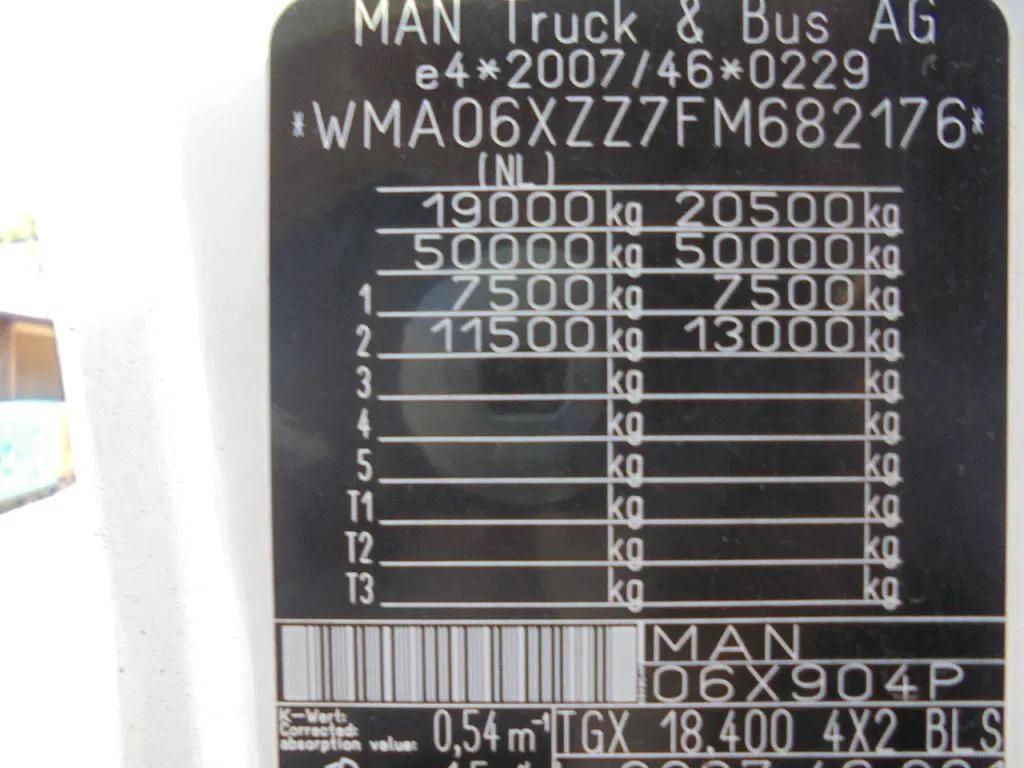 MAN Truck & Bus AG
e4*2007/46*0229
*WMA06XZZ7FM682176*
(NL)
19000 kg 20500 kg
50000 kg 50000 kg
1 7500 kg 7500 kg
2 11500 kg 13000 kg
3 kg kg
4 kg kg
5 kg kg
T1 kg kg
T2 kg kg
T3 kg kg
MAN
06X904P
K-Wert:
Corrected:
absorption value: 0,54 m⁻¹
TGX 18.400 4X2 BLS